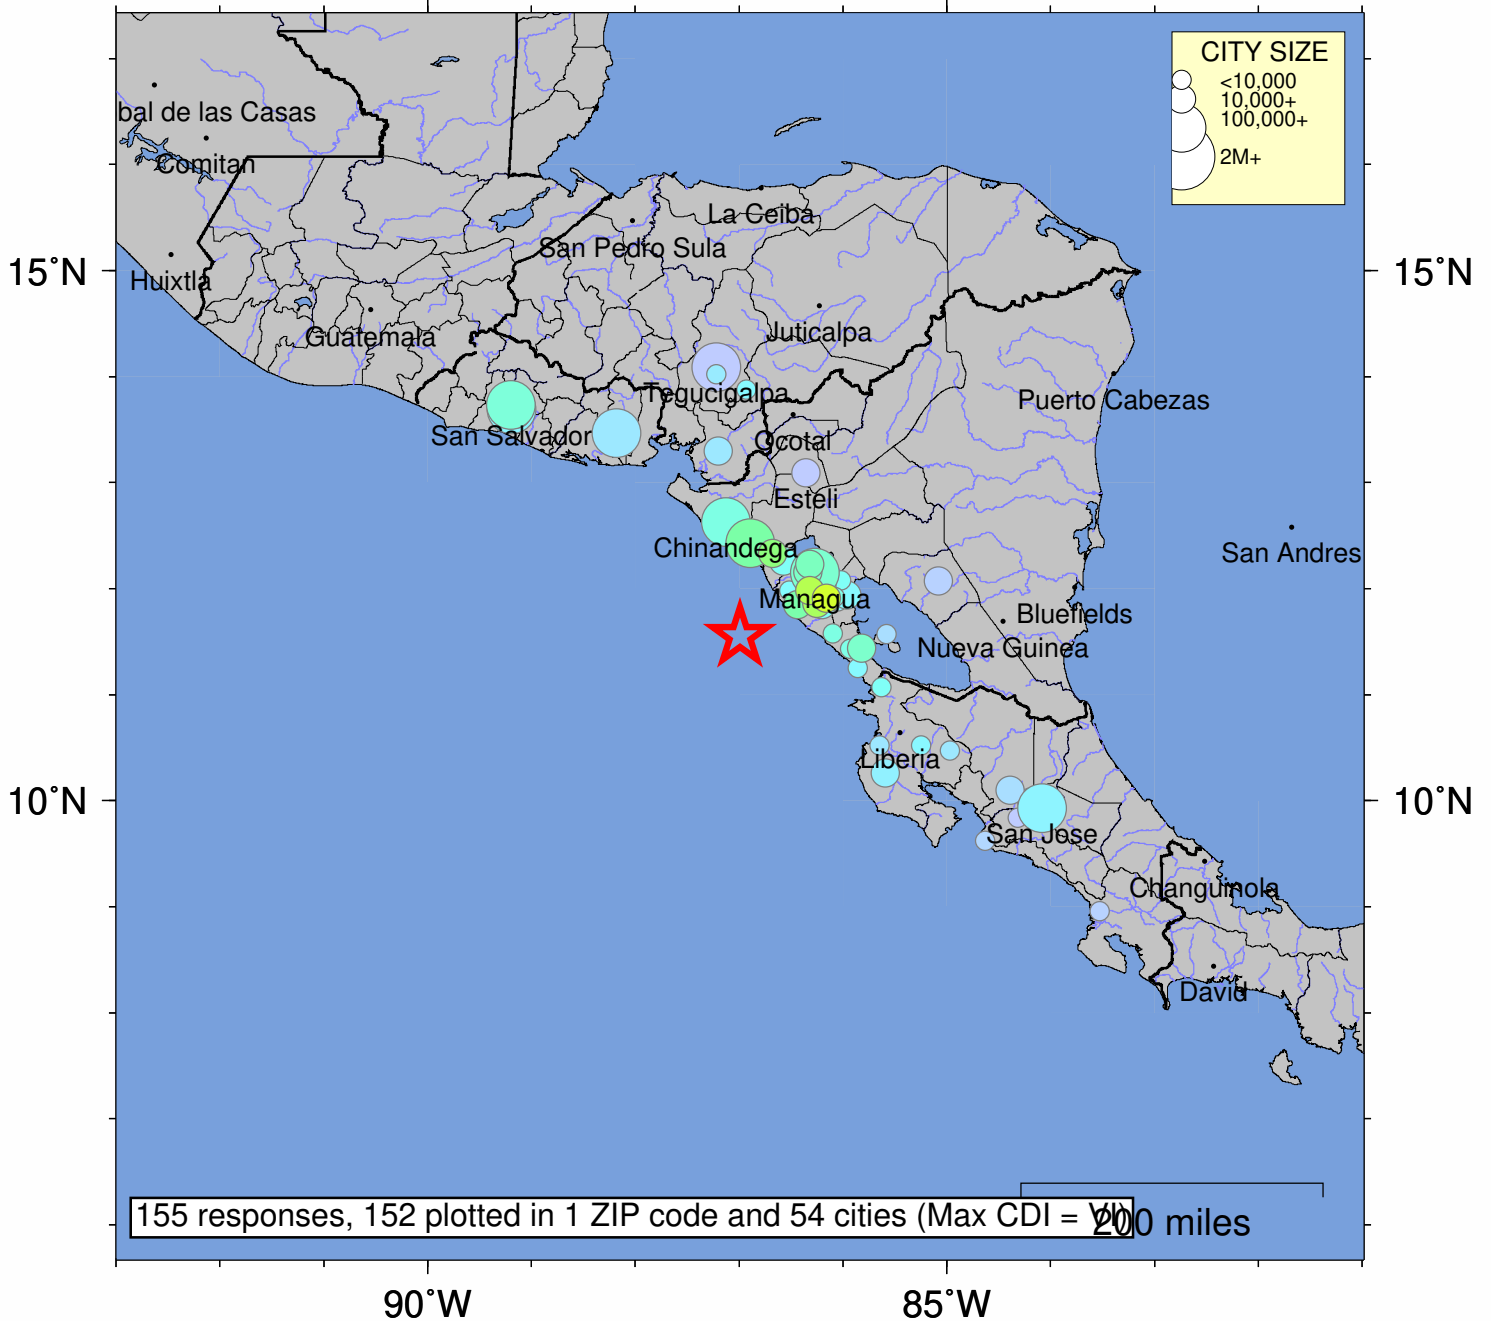 CITY SIZE
<10,000
10,000+
100,000+
2M+
bal de las Casas
Comitan
La Ceiba
San Pedro Sula
15˚N
15˚N
Huixtla
Guatemala
Juticalpa
Tegucigalpa
Puerto Cabezas
San Salvador
Ocotal
Esteli
Chinandega
San Andres
Managua
Bluefields
Nueva Guinea
Liberia
10˚N
10˚N
San Jose
Changuinola
David
155 responses, 152 plotted in 1 ZIP code and 54 cities (Max CDI = VI)
200 miles
90˚W
85˚W